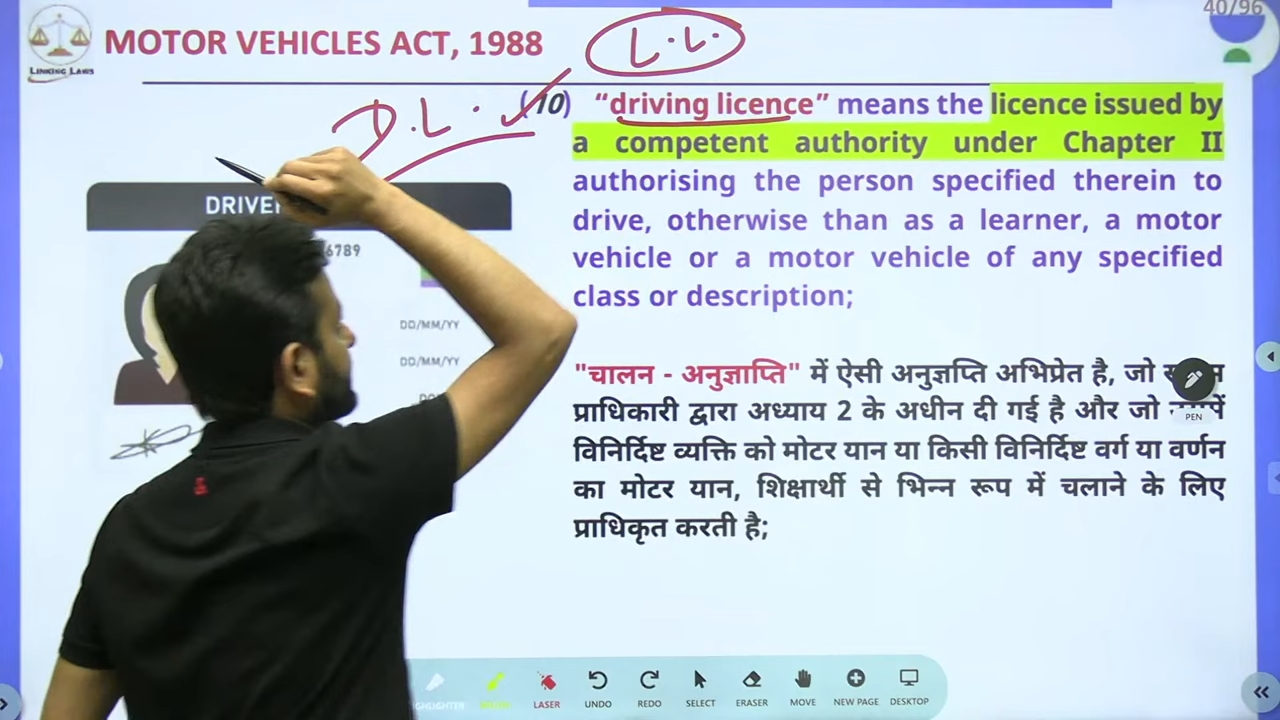 40/96
LINKING LAWS
MOTOR VEHICLES ACT, 1988
L.L.
D.L.
(10) “driving licence” means the licence issued by
a competent authority under Chapter II
authorising the person specified therein to
drive, otherwise than as a learner, a motor
vehicle or a motor vehicle of any specified
class or description;
6789
DD/MM/YY
DD/MM/YY
"चालन - अनुज्ञाप्ति" में ऐसी अनुज्ञप्ति अभिप्रेत है, जो
प्राधिकारी द्वारा अध्याय 2 के अधीन दी गई है और जो
विनिर्दिष्ट व्यक्ति को मोटर यान या किसी विनिर्दिष्ट वर्ग या वर्णन
का मोटर यान, शिक्षार्थी से भिन्न रूप में चलाने के लिए
प्राधिकृत करती है;
PEN
LASER
UNDO
REDO
SELECT
ERASER
MOVE
NEW PAGE
DESKTOP